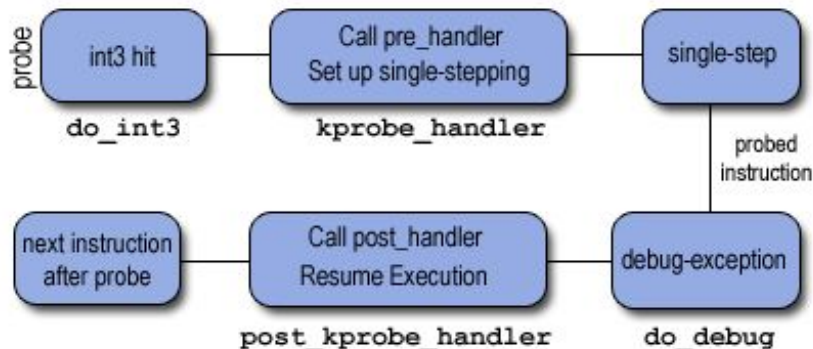 probe
int3 hit
Call pre_handler
Set up single-stepping
single-step
do_int3
kprobe_handler
probed
instruction
next instruction
after probe
Call post_handler
Resume Execution
debug-exception
post_kprobe_handler
do_debug